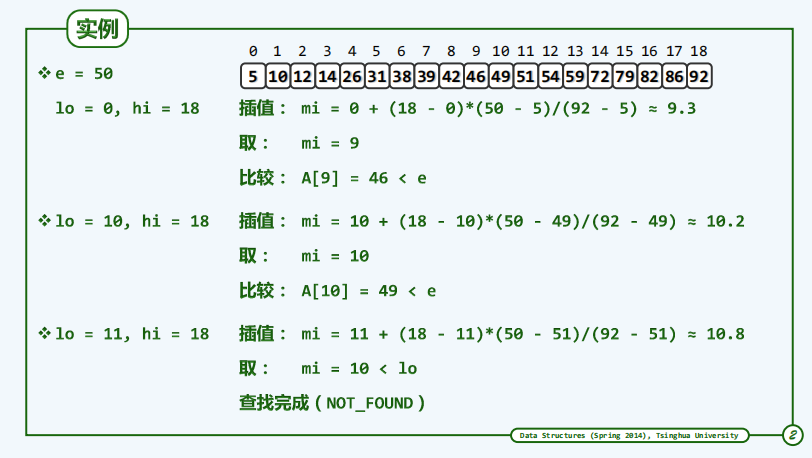 实例
0 1 2 3 4 5 6 7 8 9 10 11 12 13 14 15 16 17 18
5 10 12 14 26 31 38 39 42 46 49 51 54 59 72 79 82 86 92
❖ e = 50
lo = 0, hi = 18 插值： mi = 0 + (18 - 0)*(50 - 5)/(92 - 5) ≈ 9.3
取： mi = 9
比较： A[9] = 46 < e
❖ lo = 10, hi = 18 插值： mi = 10 + (18 - 10)*(50 - 49)/(92 - 49) ≈ 10.2
取： mi = 10
比较： A[10] = 49 < e
❖ lo = 11, hi = 18 插值： mi = 11 + (18 - 11)*(50 - 51)/(92 - 51) ≈ 10.8
取： mi = 10 < lo
查找完成（NOT_FOUND）
Data Structures (Spring 2014), Tsinghua University
2